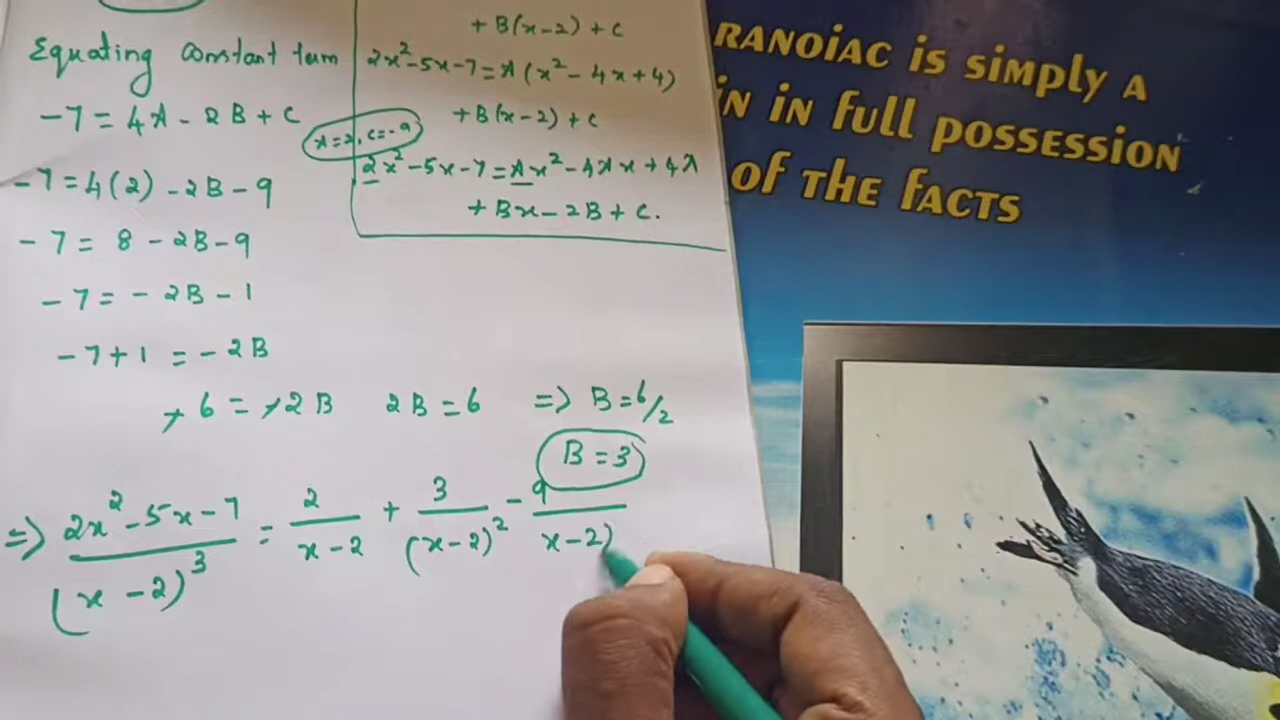 Equating constant term
-7 = 4A - 2B + C
-7 = 4(2) - 2B - 9
-7 = 8 - 2B - 9
-7 = -2B - 1
-7 + 1 = -2B
-6 = -2B 2B = 6 => B = 6/2
B = 3
=> 2x² - 5x - 7 / (x - 2)³ = 2 / x - 2 + 3 / (x - 2)² - 9 / x - 2)
+ B(x - 2) + C
2x² - 5x - 7 = A(x² - 4x + 4)
+ B(x - 2) + C
A = 2, C = -9
2x² - 5x - 7 = Ax² - 4Ax + 4A
+ Bx - 2B + C.
RANOiAC is simply A
IN IN full possession
of THE fACTS